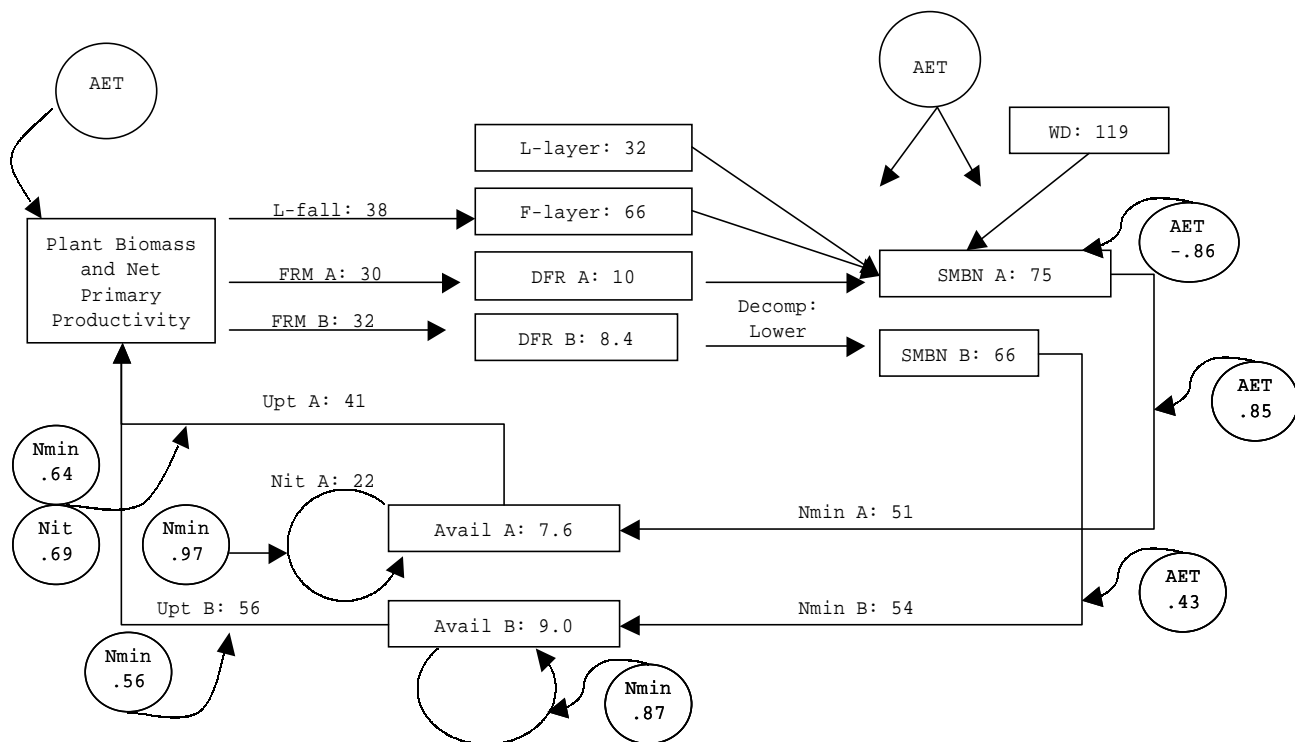 AET
AET
WD: 119
L-layer: 32
L-fall: 38
F-layer: 66
AET
-.86
Plant Biomass
and Net
Primary
Productivity
FRM A: 30
DFR A: 10
SMBN A: 75
FRM B: 32
DFR B: 8.4
Decomp:
Lower
SMBN B: 66
AET
.85
Upt A: 41
Nmin
.64
Nit
.69
Nit A: 22
Nmin
.97
Avail A: 7.6
Nmin A: 51
AET
.43
Upt B: 56
Avail B: 9.0
Nmin B: 54
Nmin
.56
Nmin
.87